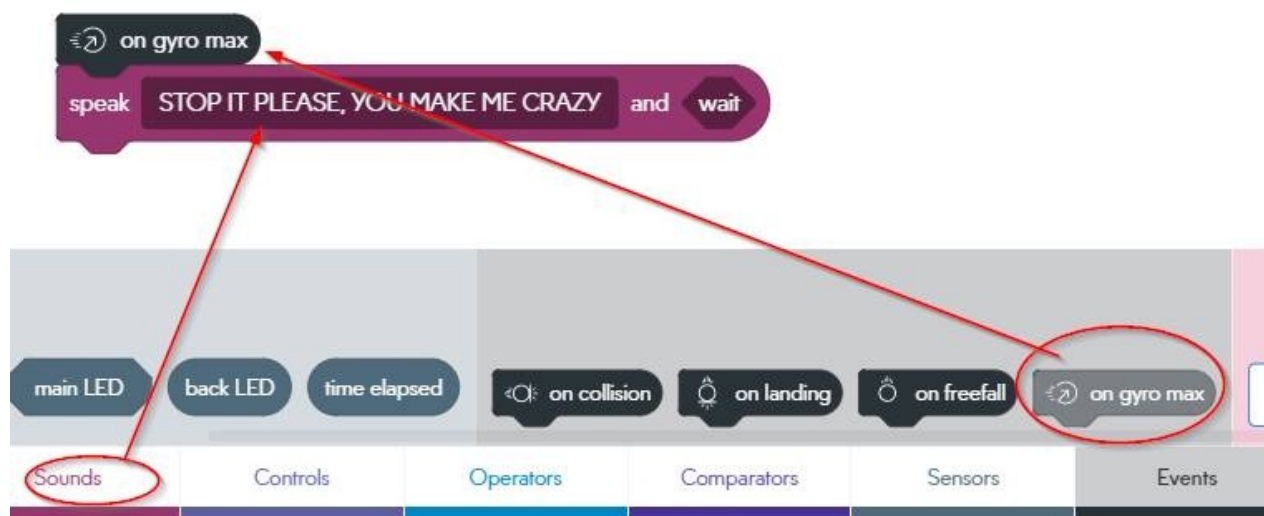 on gyro max
speak STOP IT PLEASE, YOU MAKE ME CRAZY and wait
main LED back LED time elapsed on collision on landing on freefall on gyro max
Sounds Controls Operators Comparators Sensors Events